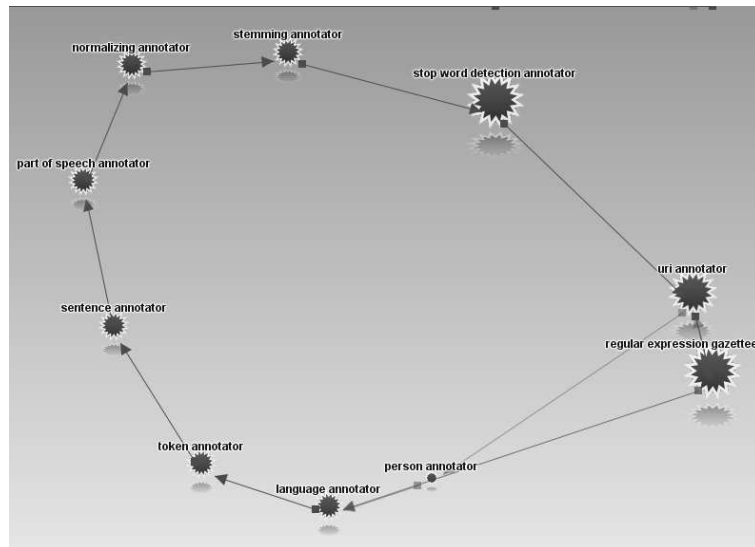 stemming annotator
normalizing annotator
stop word detection annotator
part of speech annotator
uri annotator
sentence annotator
regular expression gazettee
token annotator
person annotator
language annotator